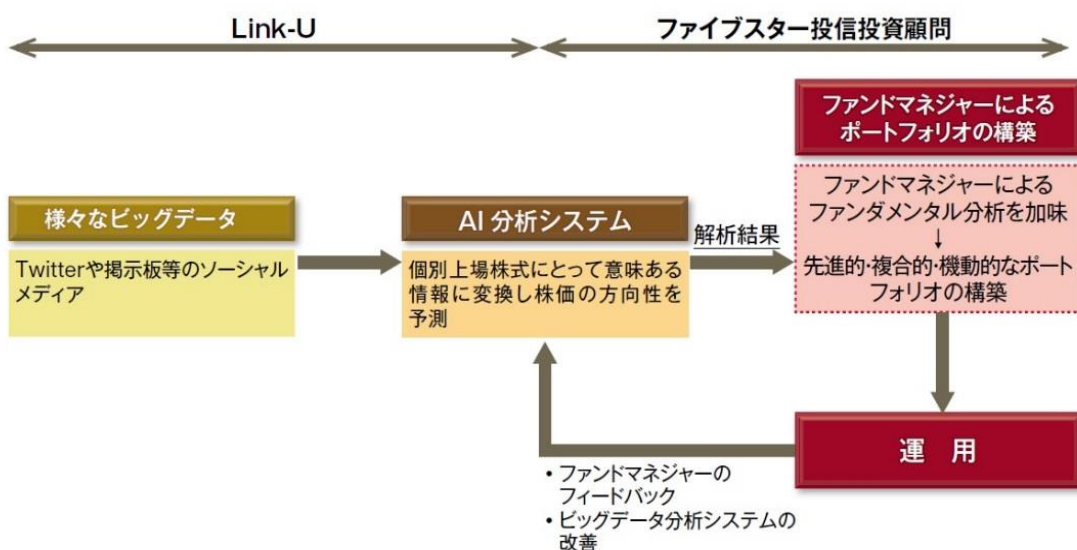 Link-U
ファイブスター投信投資顧問
様々なビッグデータ
Twitterや掲示板等のソーシャル
メディア
AI 分析システム
個別上場株式にとって意味ある
情報に変換し株価の方向性を
予測
解析結果
ファンドマネジャーによる
ポートフォリオの構築
ファンドマネジャーによる
ファンダメンタル分析を加味
↓
先進的・複合的・機動的なポート
フォリオの構築
運　用
・ファンドマネジャーの
フィードバック
・ビッグデータ分析システムの
改善